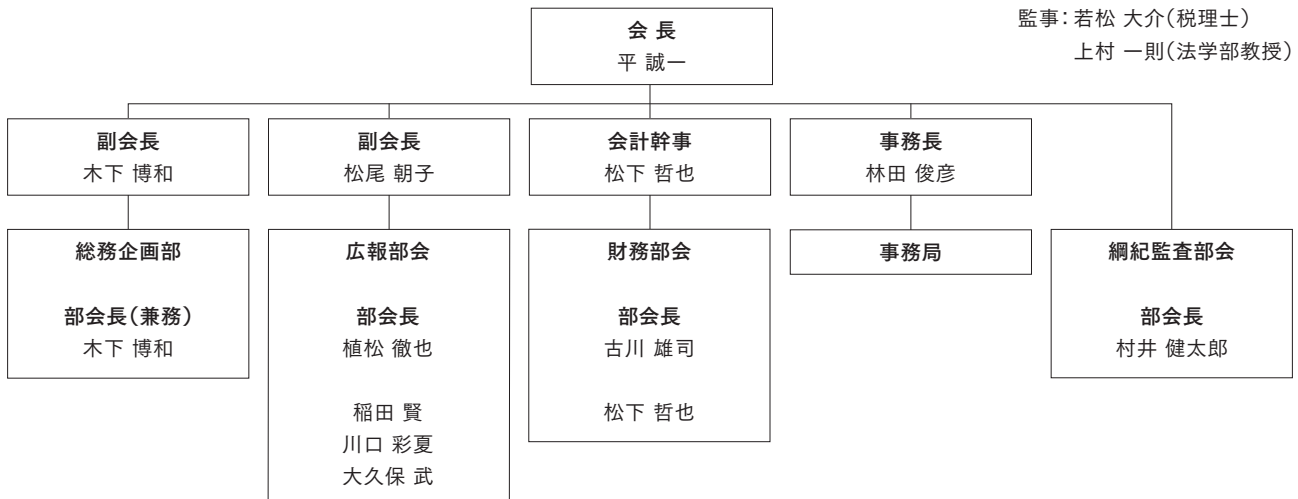 会 長
平 誠一
監事：若松 大介（税理士）
上村 一則（法学部教授）
副会長
木下 博和
副会長
松尾 朝子
会計幹事
松下 哲也
事務長
林田 俊彦
総務企画部
部会長（兼務）
木下 博和
広報部会
部会長
植松 徹也
稲田 賢
川口 彩夏
大久保 武
財務部会
部会長
古川 雄司
松下 哲也
事務局
綱紀監査部会
部会長
村井 健太郎